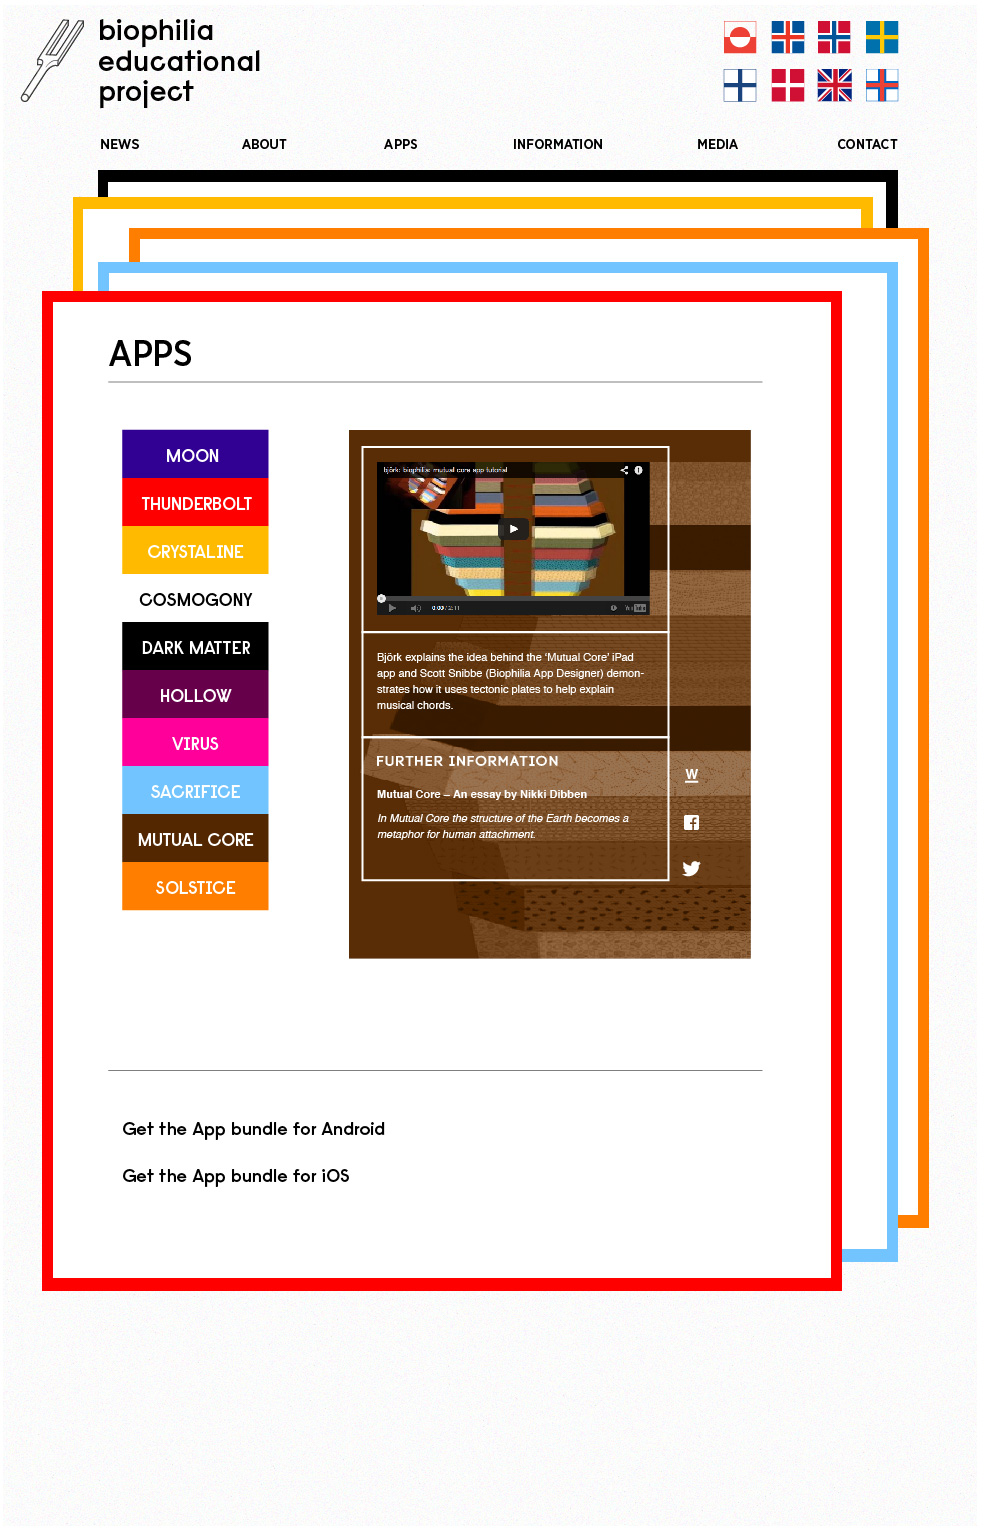 biophilia
educational
project
NEWS ABOUT APPS INFORMATION MEDIA CONTACT
APPS
MOON
THUNDERBOLT
CRYSTALINE
COSMOGONY
DARK MATTER
HOLLOW
VIRUS
SACRIFICE
MUTUAL CORE
SOLSTICE
björk: biophilia: mutual core app tutorial
0:00 / 2:11
YouTube
Björk explains the idea behind the ‘Mutual Core’ iPad
app and Scott Snibbe (Biophilia App Designer) demon-
strates how it uses tectonic plates to help explain
musical chords.
FURTHER INFORMATION
Mutual Core – An essay by Nikki Dibben
In Mutual Core the structure of the Earth becomes a
metaphor for human attachment.
W
Get the App bundle for Android
Get the App bundle for iOS